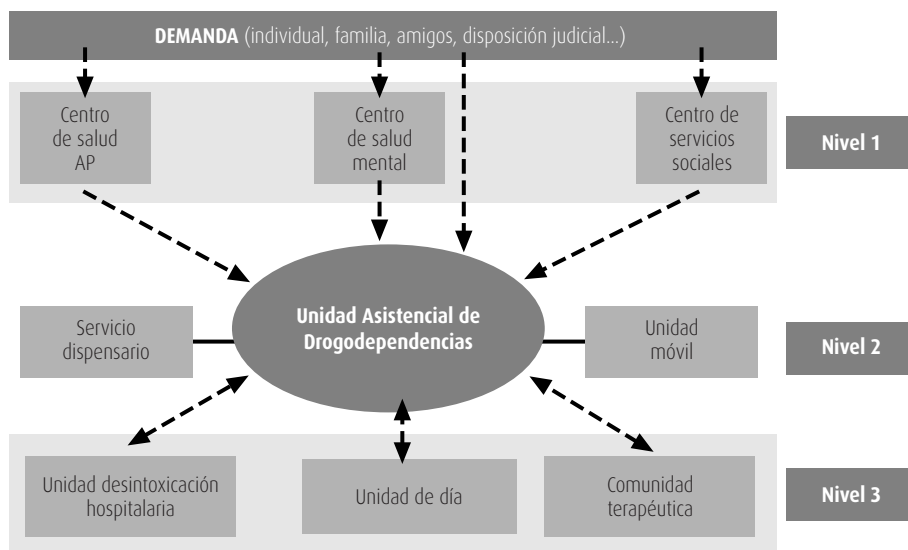 DEMANDA (individual, familia, amigos, disposición judicial...)
Centro
de salud
AP
Centro
de salud
mental
Centro de
servicios
sociales
Nivel 1
Unidad Asistencial de
Drogodependencias
Servicio
dispensario
Unidad
móvil
Nivel 2
Unidad desintoxicación
hospitalaria
Unidad de día
Comunidad
terapéutica
Nivel 3